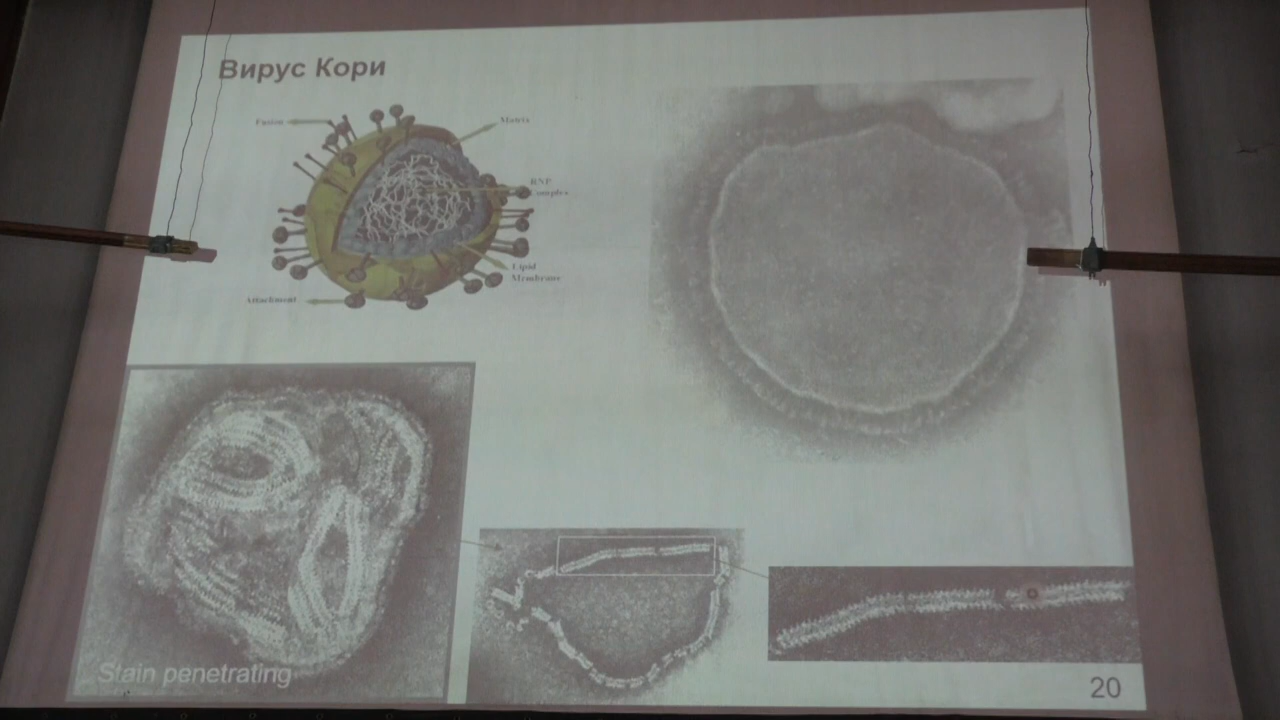 Вирус Кори
Fusion
Matrix
RNP
Complex
Lipid
Membrane
Attachment
Stain penetrating
20